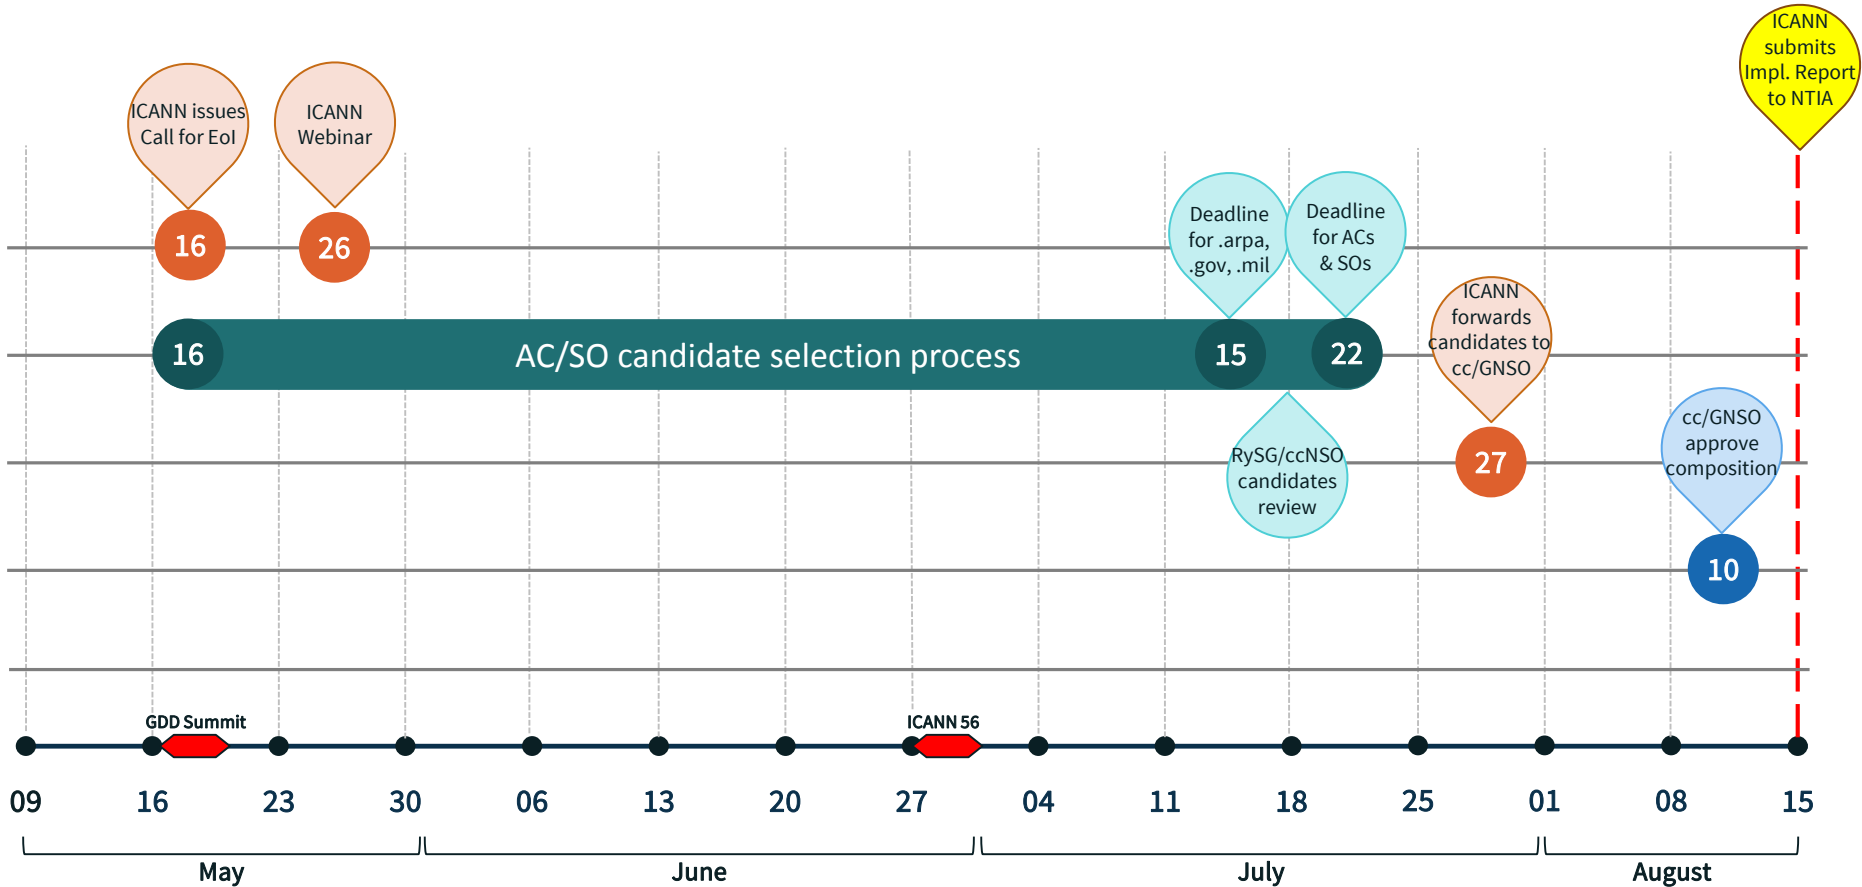 ICANN
submits
Impl. Report
to NTIA
ICANN issues
Call for EoI
ICANN
Webinar
16
26
Deadline
for .arpa,
.gov, .mil
Deadline
for ACs
& SOs
16
AC/SO candidate selection process
15
22
ICANN
forwards
candidates to
cc/GNSO
27
RySG/ccNSO
candidates
review
cc/GNSO
approve
composition
10
GDD Summit
ICANN 56
09
16
23
30
06
13
20
27
04
11
18
25
01
08
15
May
June
July
August